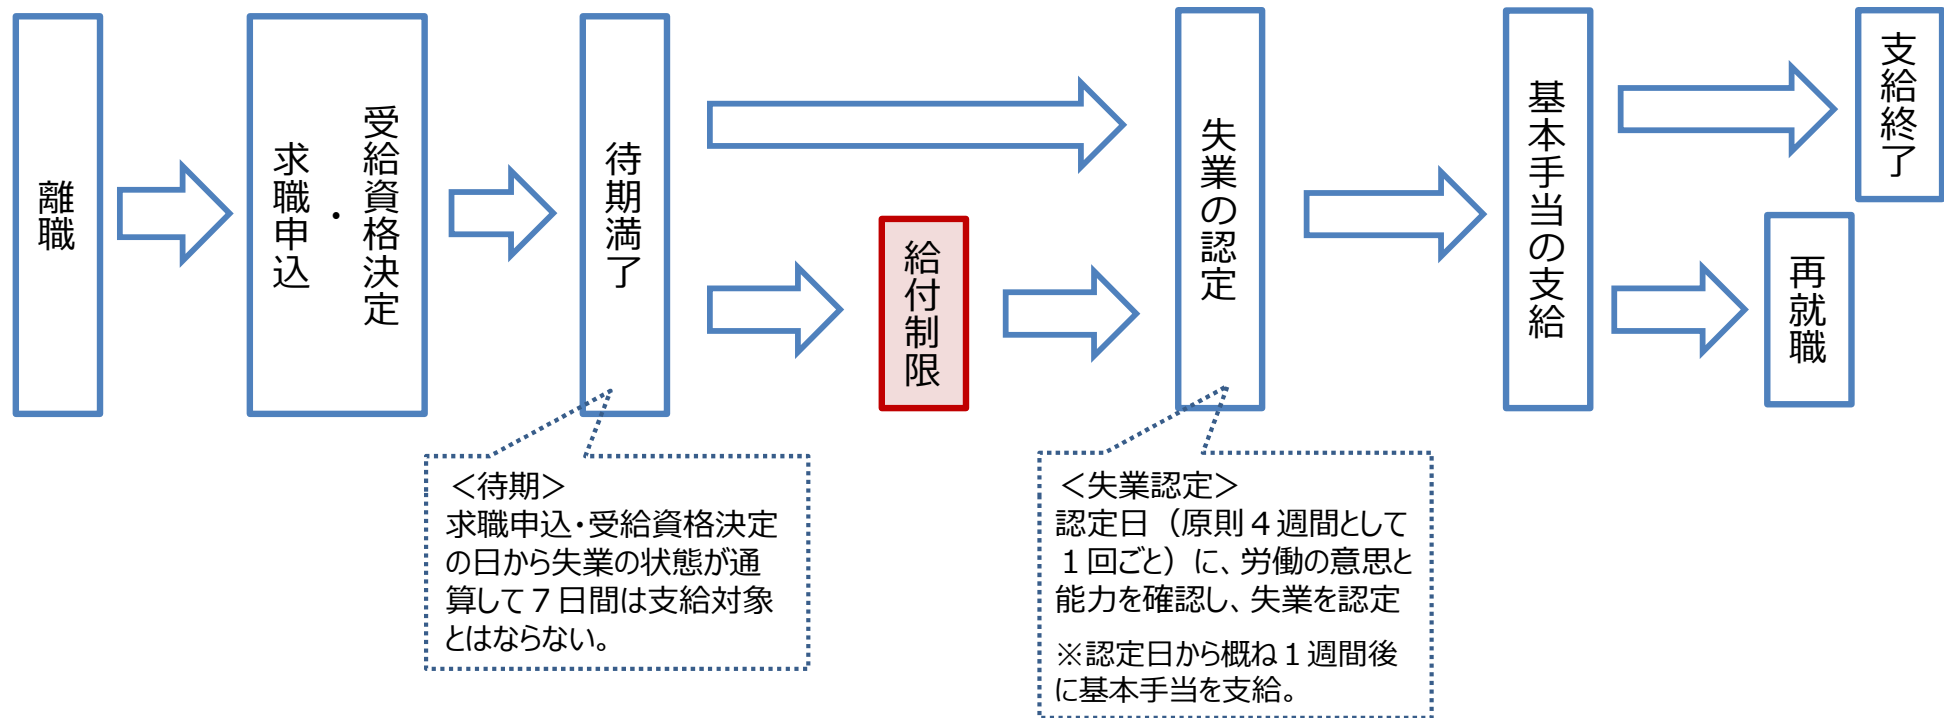 離職
求職申込・
受給資格決定
待期満了
給付制限
失業の認定
基本手当の支給
支給終了
再就職
＜待期＞
求職申込・受給資格決定
の日から失業の状態が通
算して７日間は支給対象
とはならない。
＜失業認定＞
認定日（原則４週間として
１回ごと）に、労働の意思と
能力を確認し、失業を認定
※認定日から概ね１週間後
に基本手当を支給。